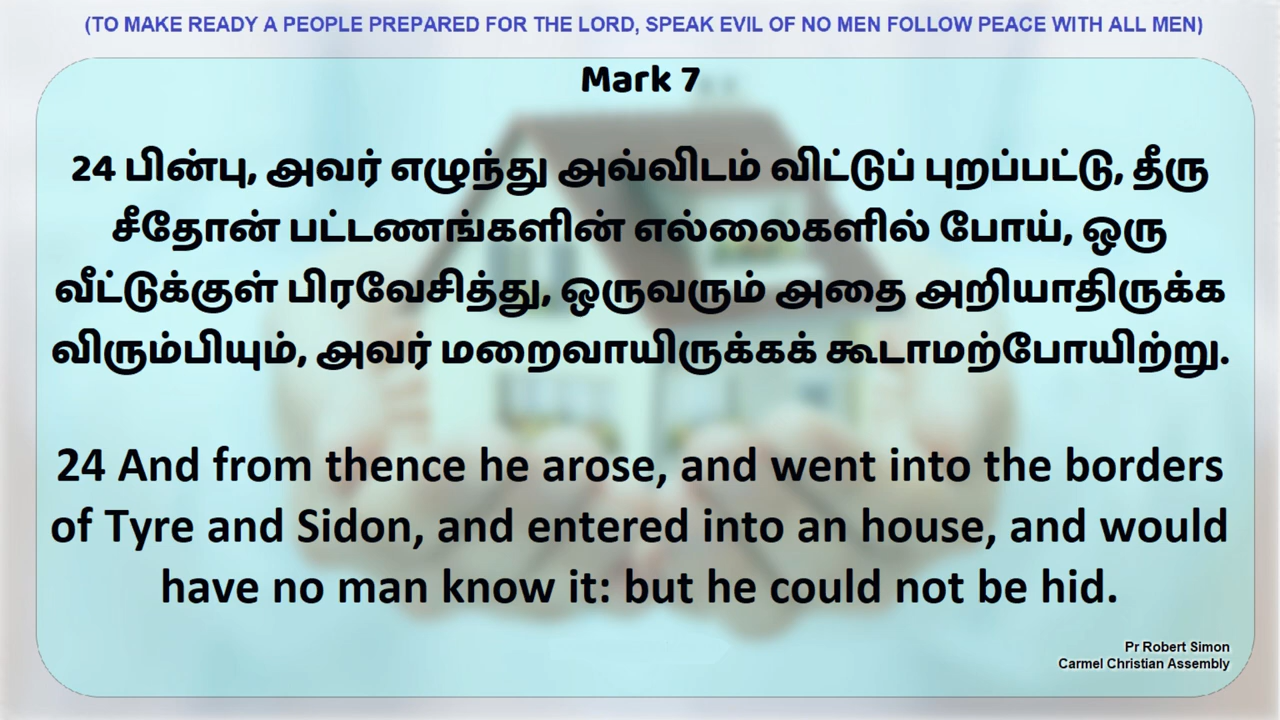 (TO MAKE READY A PEOPLE PREPARED FOR THE LORD, SPEAK EVIL OF NO MEN FOLLOW PEACE WITH ALL MEN)
Mark 7
24 பின்பு, அவர் எழுந்து அவ்விடம் விட்டுப் புறப்பட்டு, தீரு
சீதோன் பட்டணங்களின் எல்லைகளில் போய், ஒரு
வீட்டுக்குள் பிரவேசித்து, ஒருவரும் அதை அறியாதிருக்க
விரும்பியும், அவர் மறைவாயிருக்கக் கூடாமற்போயிற்று.
24 And from thence he arose, and went into the borders
of Tyre and Sidon, and entered into an house, and would
have no man know it: but he could not be hid.
Pr Robert Simon
Carmel Christian Assembly